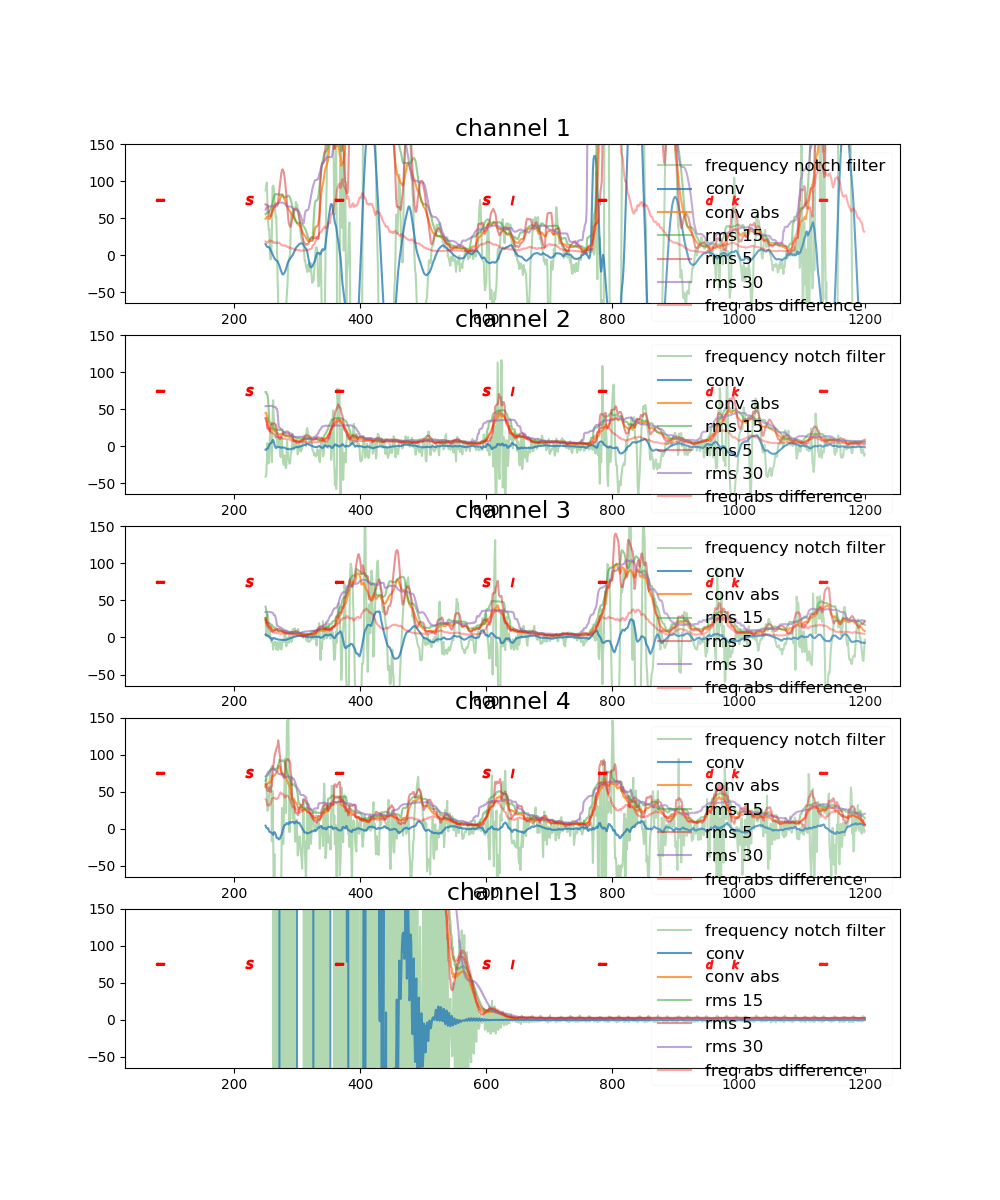 channel 1
150
100
50
0
−50
– s – s l – d k –
frequency notch filter
conv
conv abs
rms 15
rms 5
rms 30
freq abs difference
200 400 600 800 1000 1200
channel 2
150
100
50
0
−50
– s – s l – d k –
frequency notch filter
conv
conv abs
rms 15
rms 5
rms 30
freq abs difference
200 400 600 800 1000 1200
channel 3
150
100
50
0
−50
– s – s l – d k –
frequency notch filter
conv
conv abs
rms 15
rms 5
rms 30
freq abs difference
200 400 600 800 1000 1200
channel 4
150
100
50
0
−50
– s – s l – d k –
frequency notch filter
conv
conv abs
rms 15
rms 5
rms 30
freq abs difference
200 400 600 800 1000 1200
channel 13
150
100
50
0
−50
– s – s l – d k –
frequency notch filter
conv
conv abs
rms 15
rms 5
rms 30
freq abs difference
200 400 600 800 1000 1200